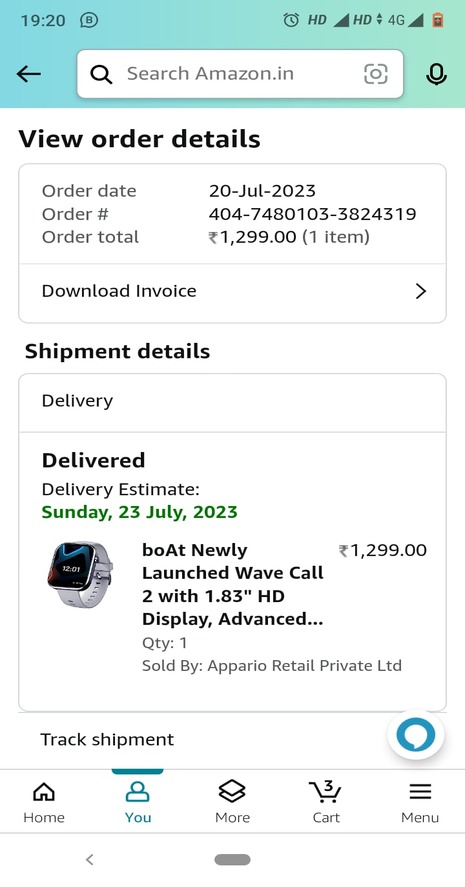 19:20 B HD HD 4G
Search Amazon.in
View order details
Order date 20-Jul-2023
Order # 404-7480103-3824319
Order total ₹1,299.00 (1 item)
Download Invoice
Shipment details
Delivery
Delivered
Delivery Estimate:
Sunday, 23 July, 2023
12:01
boAt Newly ₹1,299.00
Launched Wave Call
2 with 1.83" HD
Display, Advanced...
Qty: 1
Sold By: Appario Retail Private Ltd
Track shipment
3
Home You More Cart Menu